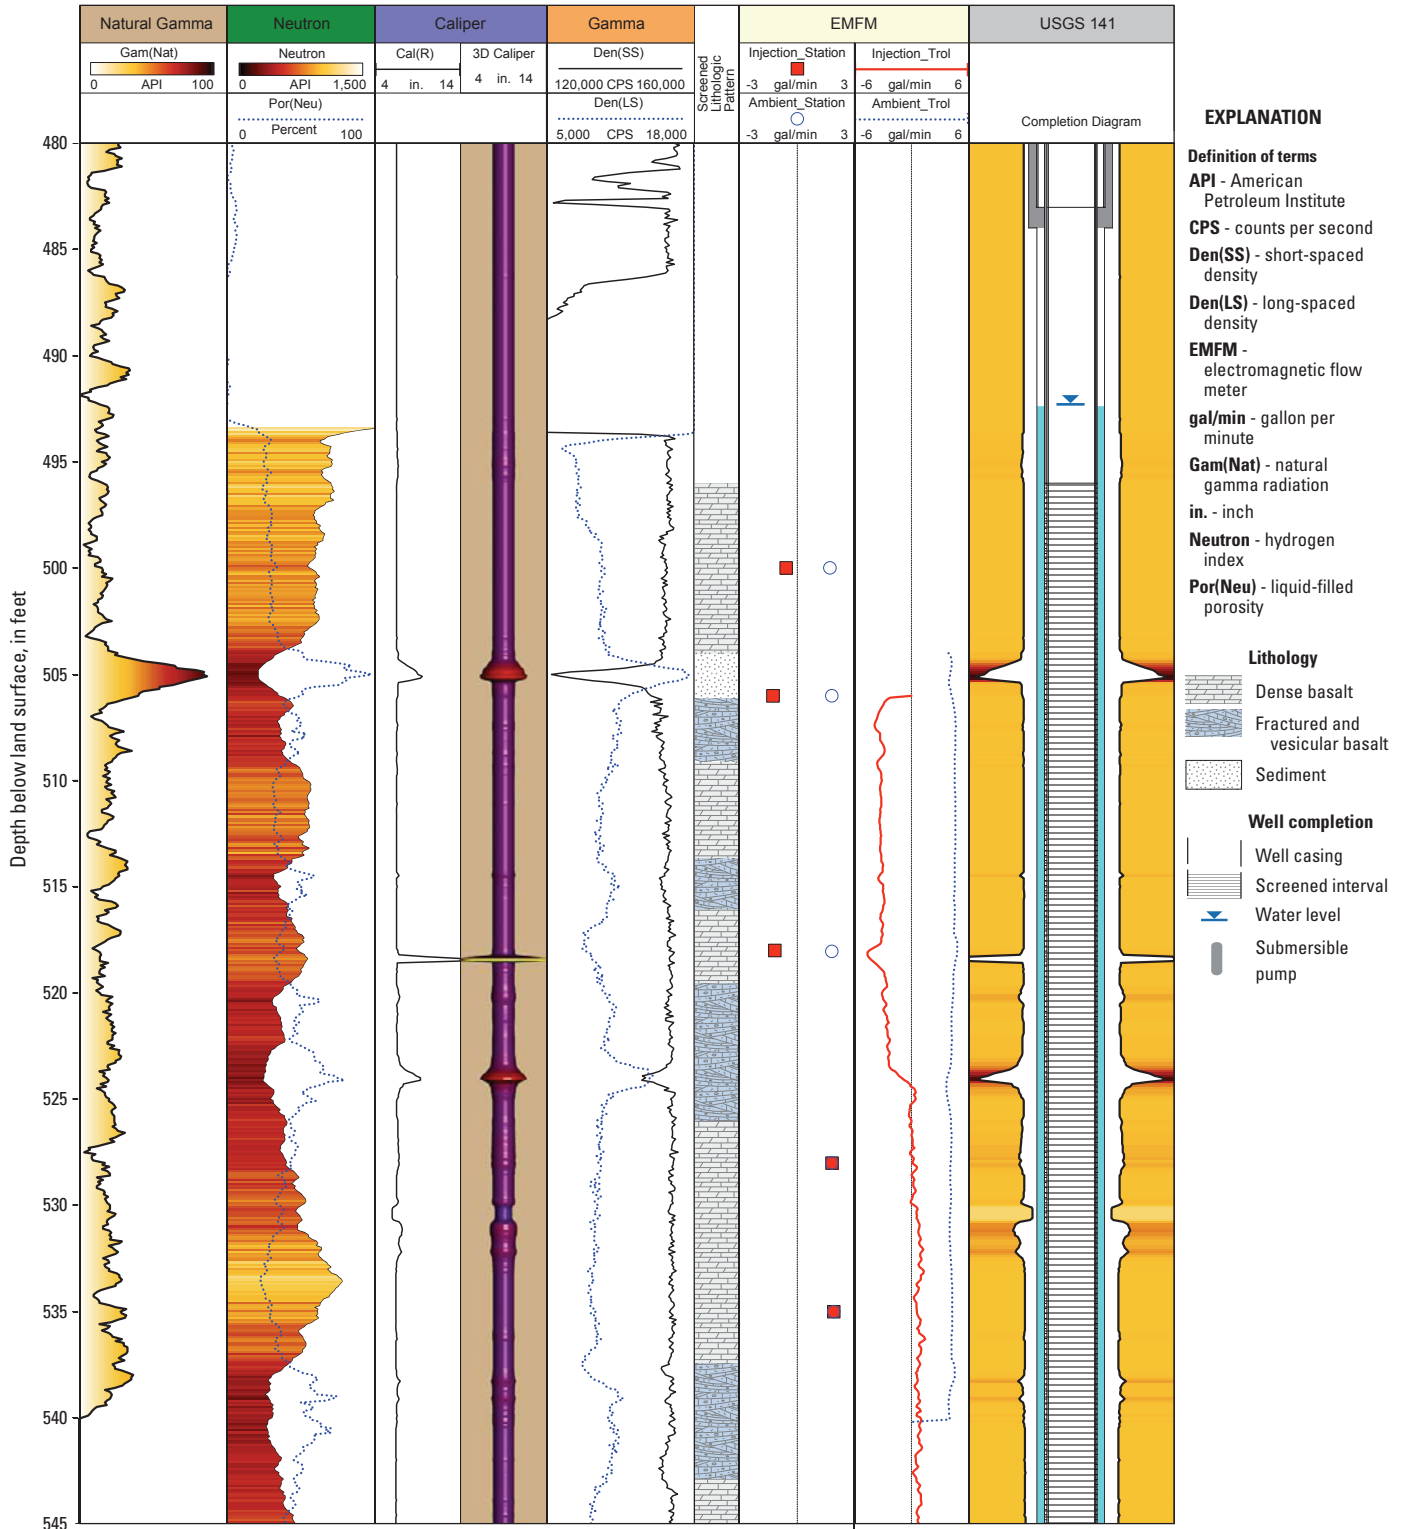 Natural Gamma
Neutron
Caliper
Gamma
Screened
Lithologic
Pattern
EMFM
USGS 141
Gam(Nat)
0 API 100
Neutron
0 API 1,500
Por(Neu)
Percent
0 100
Cal(R)
4 in. 14
3D Caliper
4 in. 14
Den(SS)
120,000 CPS 160,000
Den(LS)
5,000 CPS 18,000
Injection_Station
-3 gal/min 3
Ambient_Station
-3 gal/min 3
Injection_Trol
-6 gal/min 6
Ambient_Trol
-6 gal/min 6
Completion Diagram
Depth below land surface, in feet
480
485
490
495
500
505
510
515
520
525
530
535
540
545
EXPLANATION
Definition of terms
API - American
Petroleum Institute
CPS - counts per second
Den(SS) - short-spaced
density
Den(LS) - long-spaced
density
EMFM -
electromagnetic flow
meter
gal/min - gallon per
minute
Gam(Nat) - natural
gamma radiation
in. - inch
Neutron - hydrogen
index
Por(Neu) - liquid-filled
porosity
Lithology
Dense basalt
Fractured and
vesicular basalt
Sediment
Well completion
Well casing
Screened interval
Water level
Submersible
pump